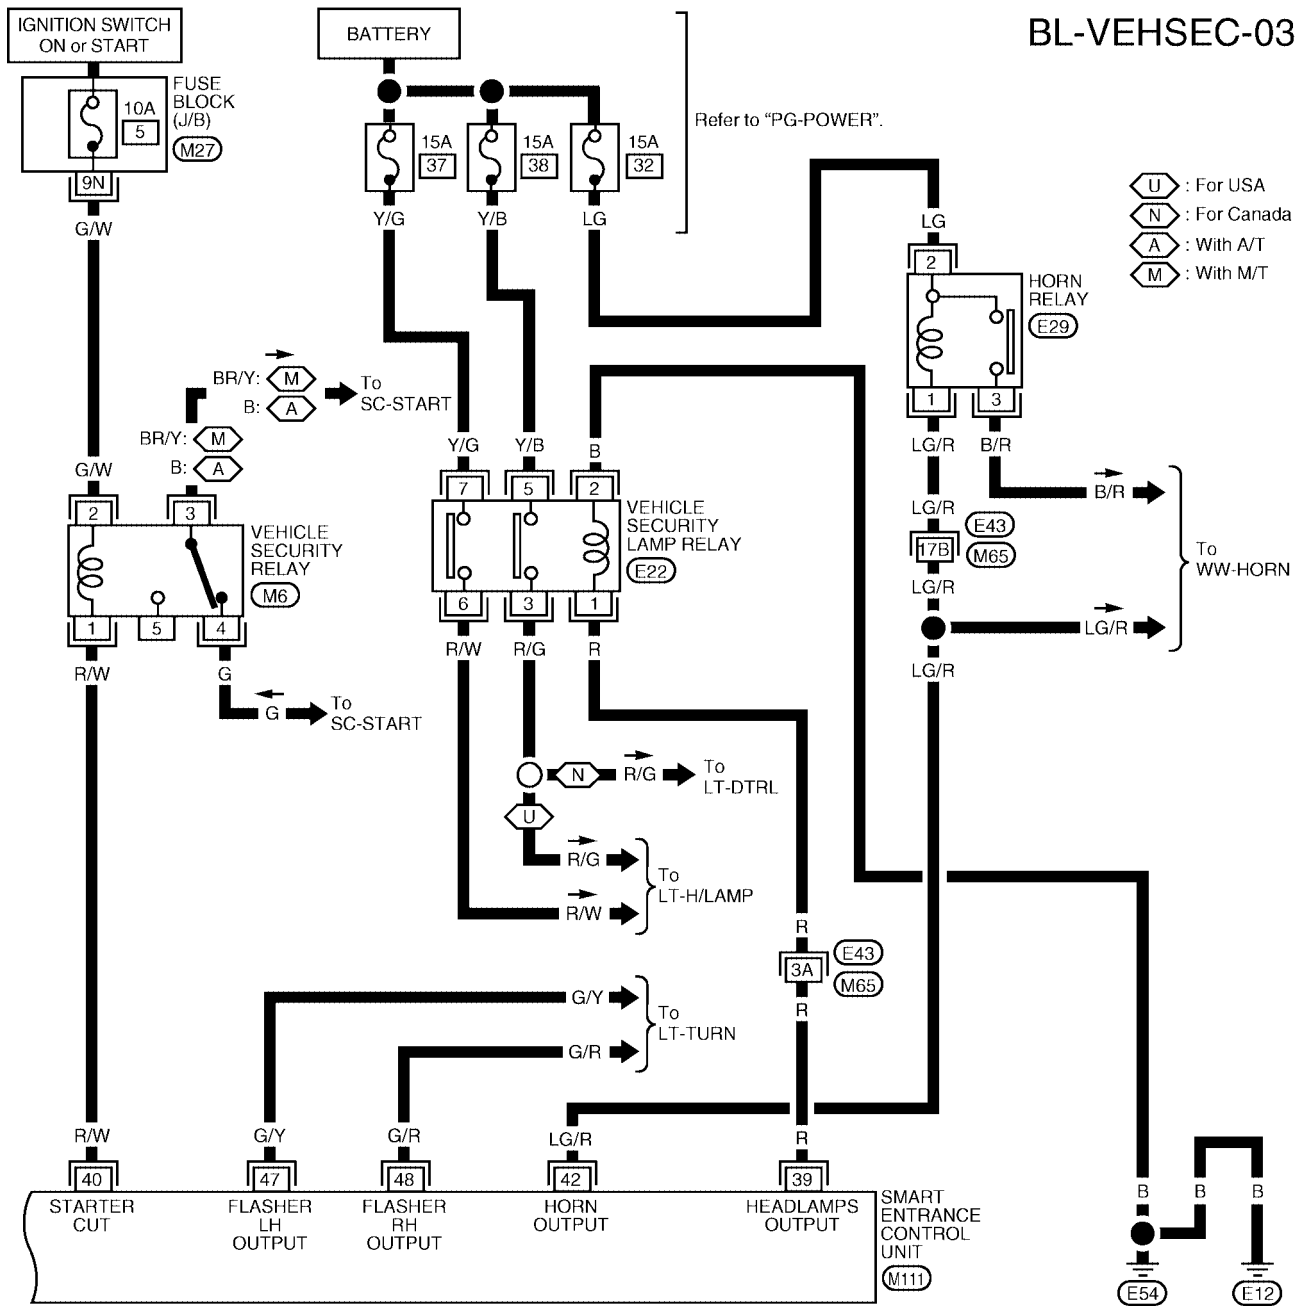 BL-VEHSEC-03
IGNITION SWITCH
ON or START
BATTERY
FUSE
BLOCK
(J/B)
M27
10A
5
9N
G/W
15A
37
15A
38
15A
32
Refer to “PG-POWER”.
Y/G
Y/B
LG
U : For USA
N : For Canada
A : With A/T
M : With M/T
LG
2
HORN
RELAY
E29
1
3
LG/R
B/R
BR/Y: M
B: A
To
SC-START
BR/Y: M
B: A
G/W
2
3
VEHICLE
SECURITY
RELAY
M6
1
5
4
R/W
G
G
To
SC-START
Y/G
Y/B
B
7
5
2
VEHICLE
SECURITY
LAMP RELAY
E22
6
3
1
R/W
R/G
R
B/R
LG/R
17B
E43
M65
LG/R
To
WW-HORN
LG/R
LG/R
N
R/G
To
LT-DTRL
U
R/G
R/W
To
LT-H/LAMP
R
3A
E43
M65
R
G/Y
G/R
To
LT-TURN
R/W
G/Y
G/R
LG/R
R
40
47
48
42
39
STARTER
CUT
FLASHER
LH
OUTPUT
FLASHER
RH
OUTPUT
HORN
OUTPUT
HEADLAMPS
OUTPUT
SMART
ENTRANCE
CONTROL
UNIT
M111
B
B
B
E54
E12